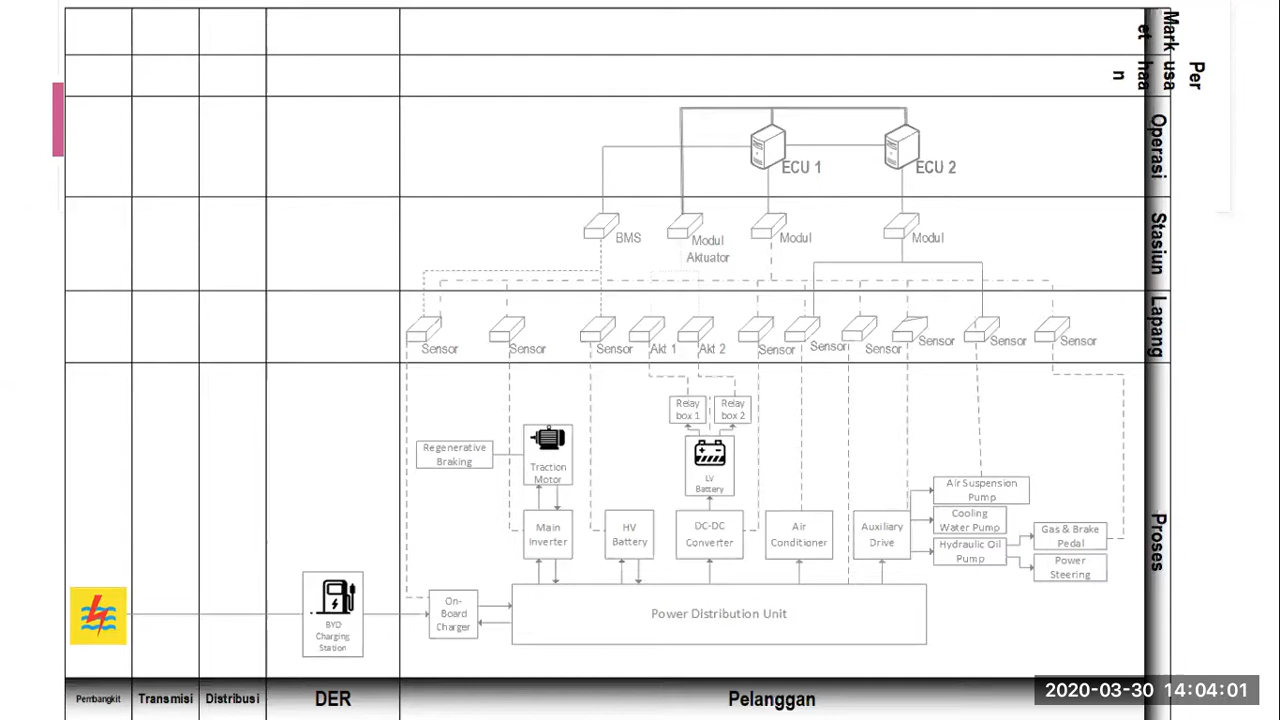 Mark
et
Per
usa
haa
n
Operasi
ECU 1
ECU 2
Stasiun
BMS
Modul
Aktuator
Modul
Modul
Lapang
Sensor
Sensor
Sensor
Akt 1
Akt 2
Sensor
Sensor
Sensor
Sensor
Sensor
Sensor
Relay
box 1
Relay
box 2
Regenerative
Braking
Traction
Motor
LV
Battery
Air Suspension
Pump
Cooling
Water Pump
Main
Inverter
HV
Battery
DC-DC
Converter
Air
Conditioner
Auxiliary
Drive
Hydraulic Oil
Pump
Gas & Brake
Pedal
Power
Steering
Proses
BYD
Charging
Station
On-
Board
Charger
Power Distribution Unit
Pembangkit
Transmisi
Distribusi
DER
Pelanggan
2020-03-30 14:04:01